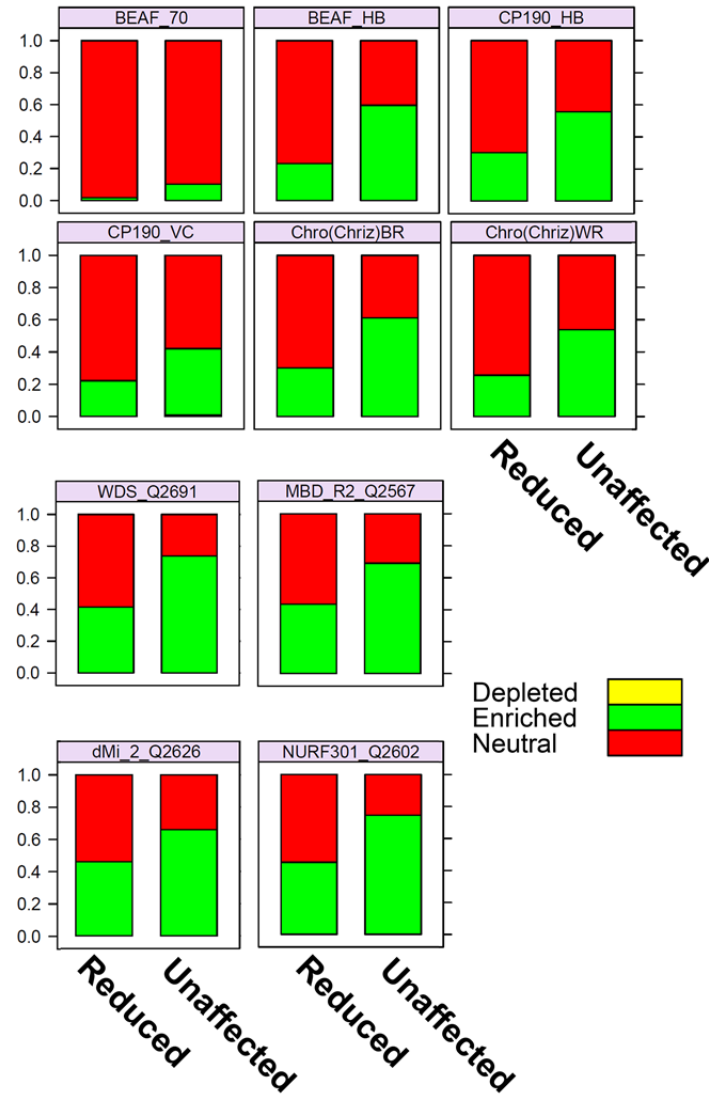 BEAF_70 BEAF_HB CP190_HB
1.0
0.8
0.6
0.4
0.2
0.0
CP190_VC Chro(Chriz)BR Chro(Chriz)WR
1.0
0.8
0.6
0.4
0.2
0.0
Reduced Unaffected
WDS_Q2691 MBD_R2_Q2567
1.0
0.8
0.6
0.4
0.2
0.0
Depleted
Enriched
Neutral
dMi_2_Q2626 NURF301_Q2602
1.0
0.8
0.6
0.4
0.2
0.0
Reduced Unaffected Reduced Unaffected